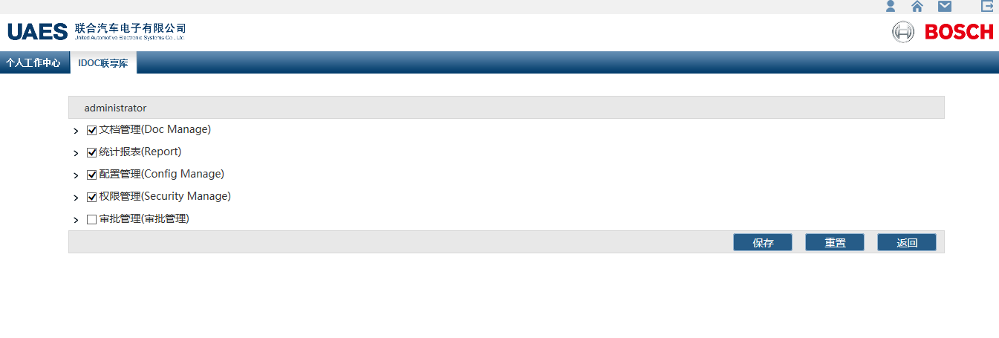 UAES 联合汽车电子有限公司
United Automotive Electronic Systems Co., Ltd.
BOSCH
个人工作中心 IDOC联享库
administrator
文档管理(Doc Manage)
统计报表(Report)
配置管理(Config Manage)
权限管理(Security Manage)
审批管理(审批管理)
保存 重置 返回